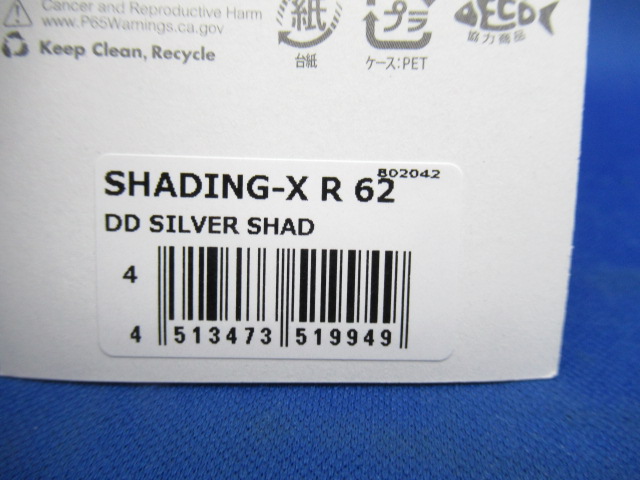 Cancer and Reproductive Harm
www.P65Warnings.ca.gov
Keep Clean, Recycle
紙
台紙
プラ
ケース:PET
ECO
協力商品
802042
SHADING-X R 62
DD SILVER SHAD
4
4 513473 519949